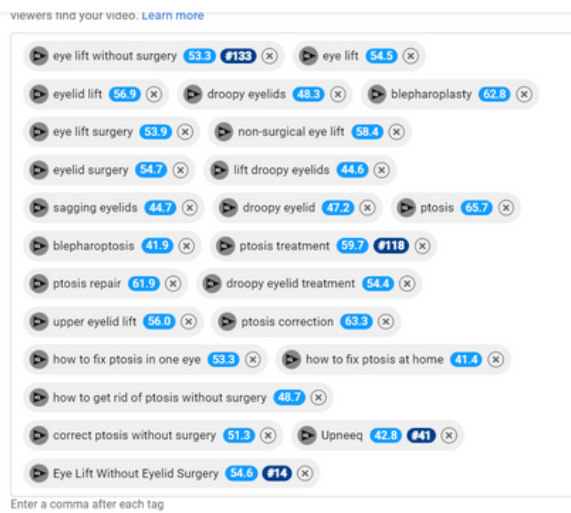 viewers find your video. Learn more
eye lift without surgery 53.3 #133 eye lift 54.5
eyelid lift 56.9 droopy eyelids 48.3 blepharoplasty 62.8
eye lift surgery 53.9 non-surgical eye lift 58.4
eyelid surgery 54.7 lift droopy eyelids 44.6
sagging eyelids 44.7 droopy eyelid 47.2 ptosis 65.7
blepharoptosis 41.9 ptosis treatment 59.7 #118
ptosis repair 61.9 droopy eyelid treatment 54.4
upper eyelid lift 56.0 ptosis correction 63.3
how to fix ptosis in one eye 53.3 how to fix ptosis at home 41.4
how to get rid of ptosis without surgery 48.7
correct ptosis without surgery 51.3 Upneeq 42.8 #41
Eye Lift Without Eyelid Surgery 54.6 #14
Enter a comma after each tag